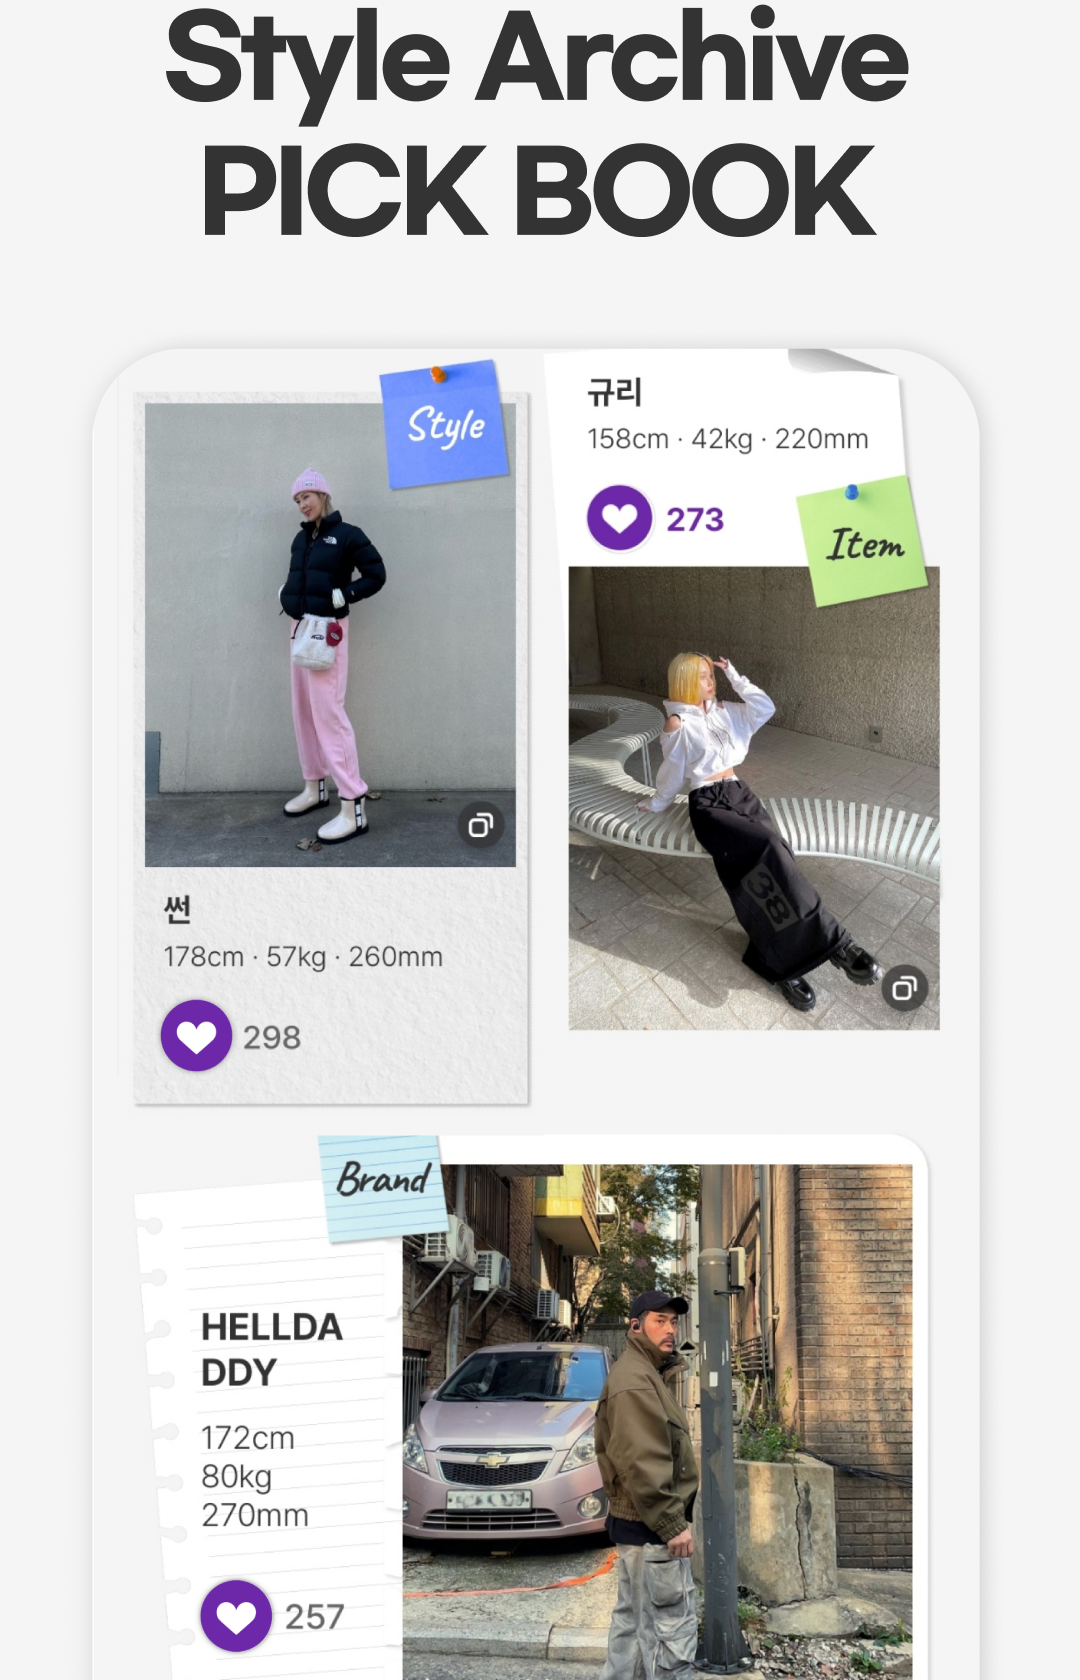 Style Archive
PICK BOOK
Style
썬
178cm · 57kg · 260mm
298
규리
158cm · 42kg · 220mm
273
Item
38
Brand
HELLDA
DDY
172cm
80kg
270mm
257